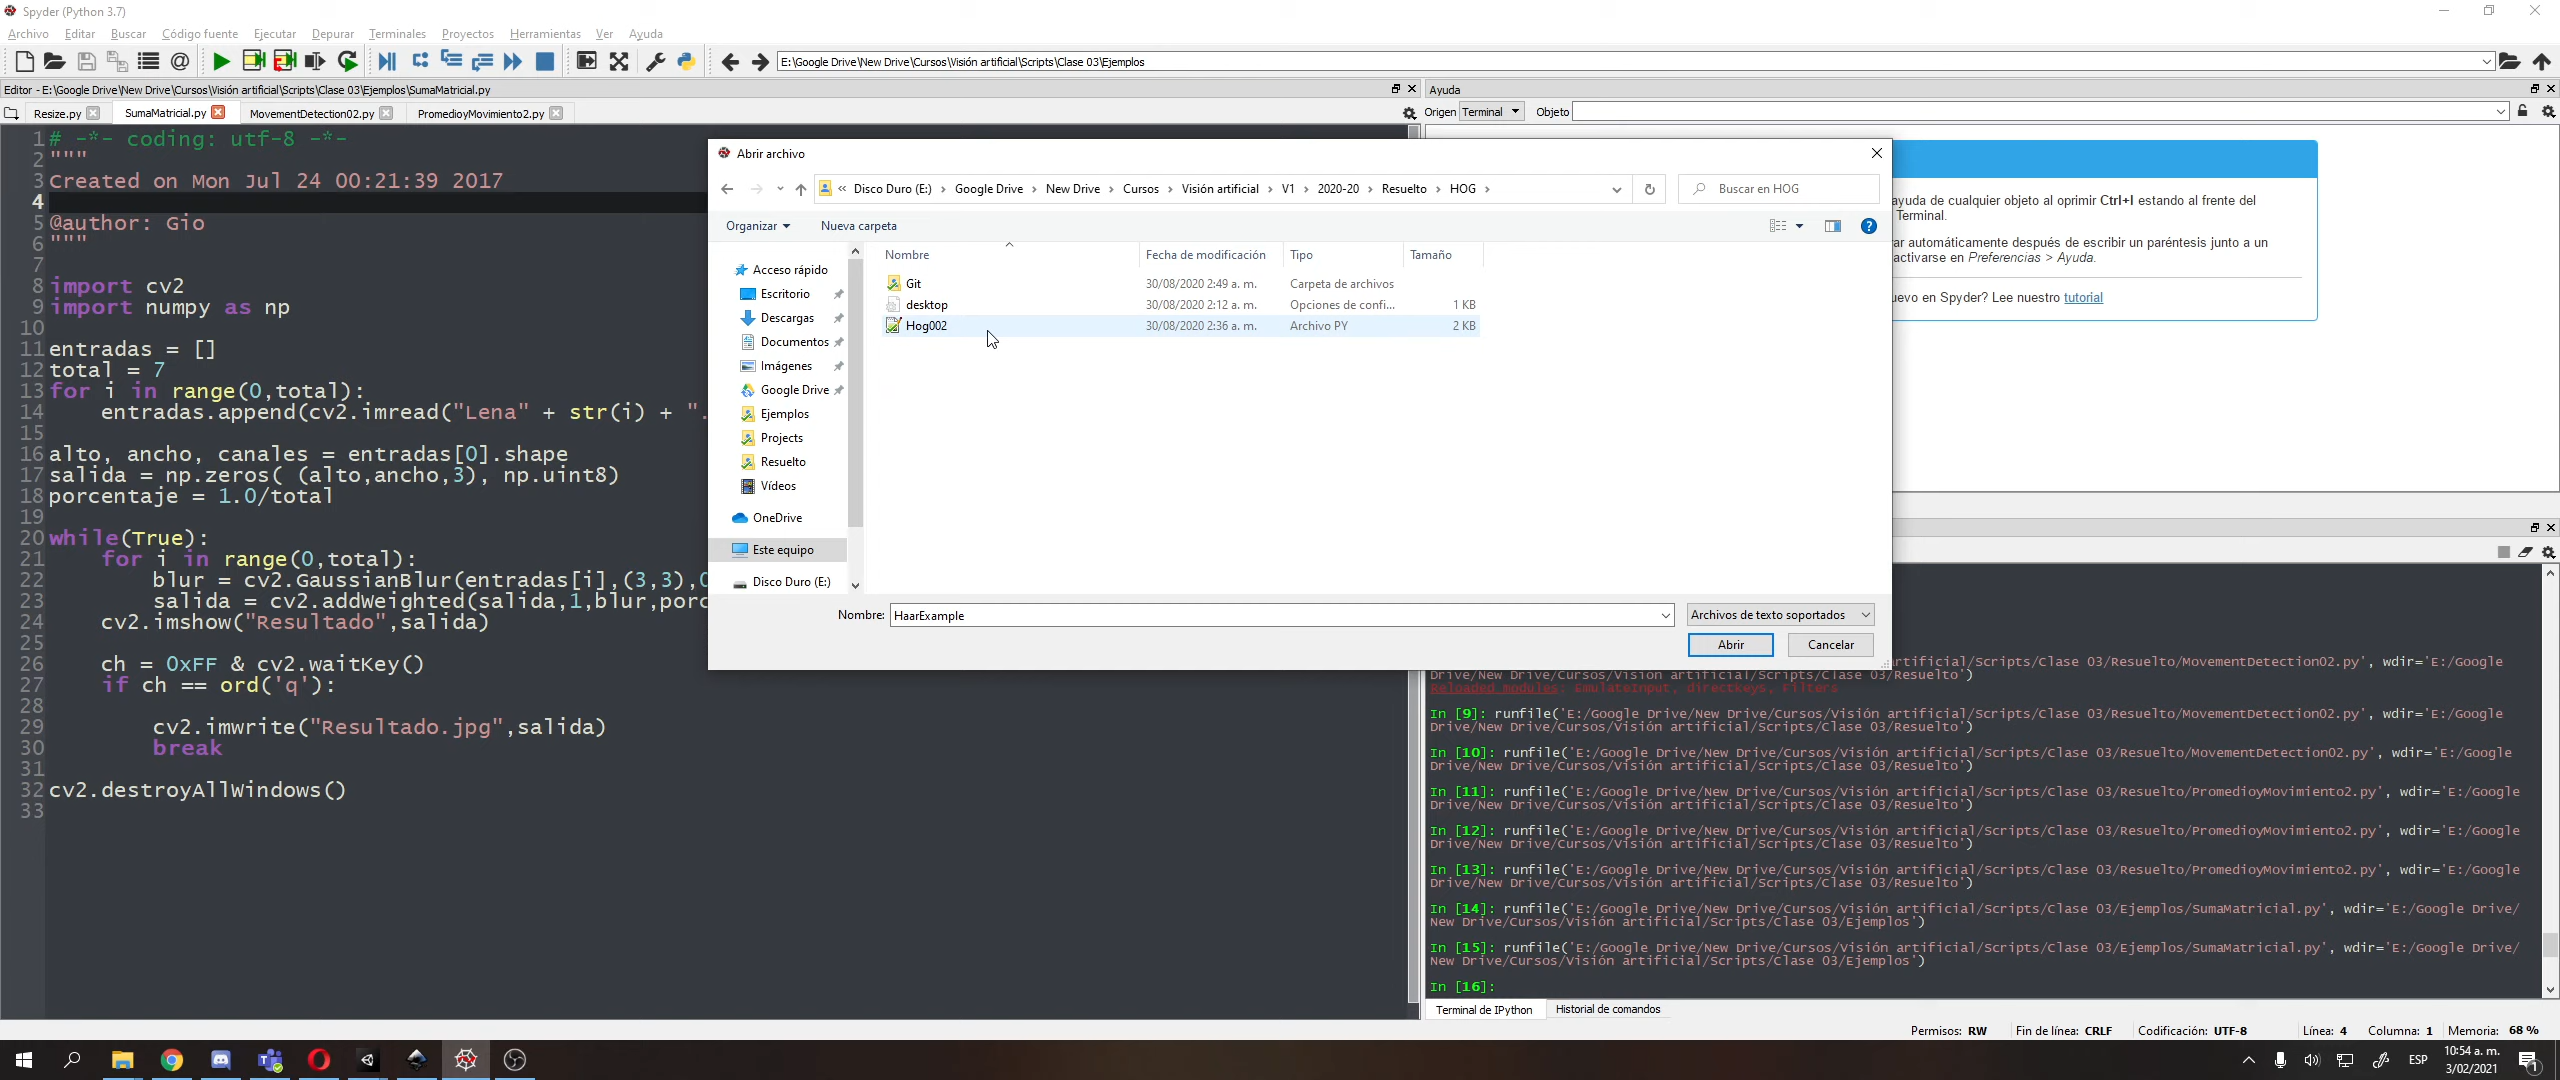 Spyder (Python 3.7)
Archivo Editar Buscar Código fuente Ejecutar Depurar Terminales Proyectos Herramientas Ver Ayuda
E:\Google Drive\New Drive\Cursos\Visión artificial\Scripts\Clase 03\Ejemplos
Editor - E:\Google Drive\New Drive\Cursos\Visión artificial\Scripts\Clase 03\Ejemplos\SumaMatricial.py
Resize.py SumaMatricial.py MovementDetection02.py PromedioyMovimiento2.py
1 # -*- coding: utf-8 -*-
2 """
3 Created on Mon Jul 24 00:21:39 2017
4
5 @author: Gio
6 """
7
8 import cv2
9 import numpy as np
10
11 entradas = []
12 total = 7
13 for i in range(0,total):
14 entradas.append(cv2.imread("Lena" + str(i) + ".
15
16 alto, ancho, canales = entradas[0].shape
17 salida = np.zeros( (alto,ancho,3), np.uint8)
18 porcentaje = 1.0/total
19
20 while(True):
21 for i in range(0,total):
22 blur = cv2.GaussianBlur(entradas[i],(3,3),0
23 salida = cv2.addWeighted(salida,1,blur,porc
24 cv2.imshow("Resultado",salida)
25
26 ch = 0xFF & cv2.waitKey()
27 if ch == ord('q'):
28
29 cv2.imwrite("Resultado.jpg",salida)
30 break
31
32 cv2.destroyAllWindows()
33
Abrir archivo
« Disco Duro (E:) › Google Drive › New Drive › Cursos › Visión artificial › V1 › 2020-20 › Resuelto › HOG ›
Buscar en HOG
Organizar Nueva carpeta
Acceso rápido
Escritorio
Descargas
Documentos
Imágenes
Google Drive
Ejemplos
Projects
Resuelto
Vídeos
OneDrive
Este equipo
Disco Duro (E:)
Nombre Fecha de modificación Tipo Tamaño
Git 30/08/2020 2:49 a. m. Carpeta de archivos
desktop 30/08/2020 2:12 a. m. Opciones de confi... 1 KB
Hog002 30/08/2020 2:36 a. m. Archivo PY 2 KB
Nombre: HaarExample
Archivos de texto soportados
Abrir Cancelar
Ayuda
Origen Terminal Objeto
ayuda de cualquier objeto al oprimir Ctrl+I estando al frente del
Terminal.
ar automáticamente después de escribir un paréntesis junto a un
activarse en Preferencias > Ayuda.
uevo en Spyder? Lee nuestro tutorial
rtificial/Scripts/Clase 03/Resuelto/MovementDetection02.py', wdir='E:/Google
Drive/New Drive/Cursos/Visión artificial/Scripts/Clase 03/Resuelto')
Reloaded modules: EmulateInput, directkeys, Filters
In [9]: runfile('E:/Google Drive/New Drive/Cursos/Visión artificial/Scripts/Clase 03/Resuelto/MovementDetection02.py', wdir='E:/Google
Drive/New Drive/Cursos/Visión artificial/Scripts/Clase 03/Resuelto')
In [10]: runfile('E:/Google Drive/New Drive/Cursos/Visión artificial/Scripts/Clase 03/Resuelto/MovementDetection02.py', wdir='E:/Google
Drive/New Drive/Cursos/Visión artificial/Scripts/Clase 03/Resuelto')
In [11]: runfile('E:/Google Drive/New Drive/Cursos/Visión artificial/Scripts/Clase 03/Resuelto/PromedioyMovimiento2.py', wdir='E:/Google
Drive/New Drive/Cursos/Visión artificial/Scripts/Clase 03/Resuelto')
In [12]: runfile('E:/Google Drive/New Drive/Cursos/Visión artificial/Scripts/Clase 03/Resuelto/PromedioyMovimiento2.py', wdir='E:/Google
Drive/New Drive/Cursos/Visión artificial/Scripts/Clase 03/Resuelto')
In [13]: runfile('E:/Google Drive/New Drive/Cursos/Visión artificial/Scripts/Clase 03/Resuelto/PromedioyMovimiento2.py', wdir='E:/Google
Drive/New Drive/Cursos/Visión artificial/Scripts/Clase 03/Resuelto')
In [14]: runfile('E:/Google Drive/New Drive/Cursos/Visión artificial/Scripts/Clase 03/Ejemplos/SumaMatricial.py', wdir='E:/Google Drive/
New Drive/Cursos/Visión artificial/Scripts/Clase 03/Ejemplos')
In [15]: runfile('E:/Google Drive/New Drive/Cursos/Visión artificial/Scripts/Clase 03/Ejemplos/SumaMatricial.py', wdir='E:/Google Drive/
New Drive/Cursos/Visión artificial/Scripts/Clase 03/Ejemplos')
In [16]:
Terminal de IPython Historial de comandos
Permisos: RW Fin de línea: CRLF Codificación: UTF-8 Línea: 4 Columna: 1 Memoria: 68 %
ESP 10:54 a. m.
3/02/2021
1